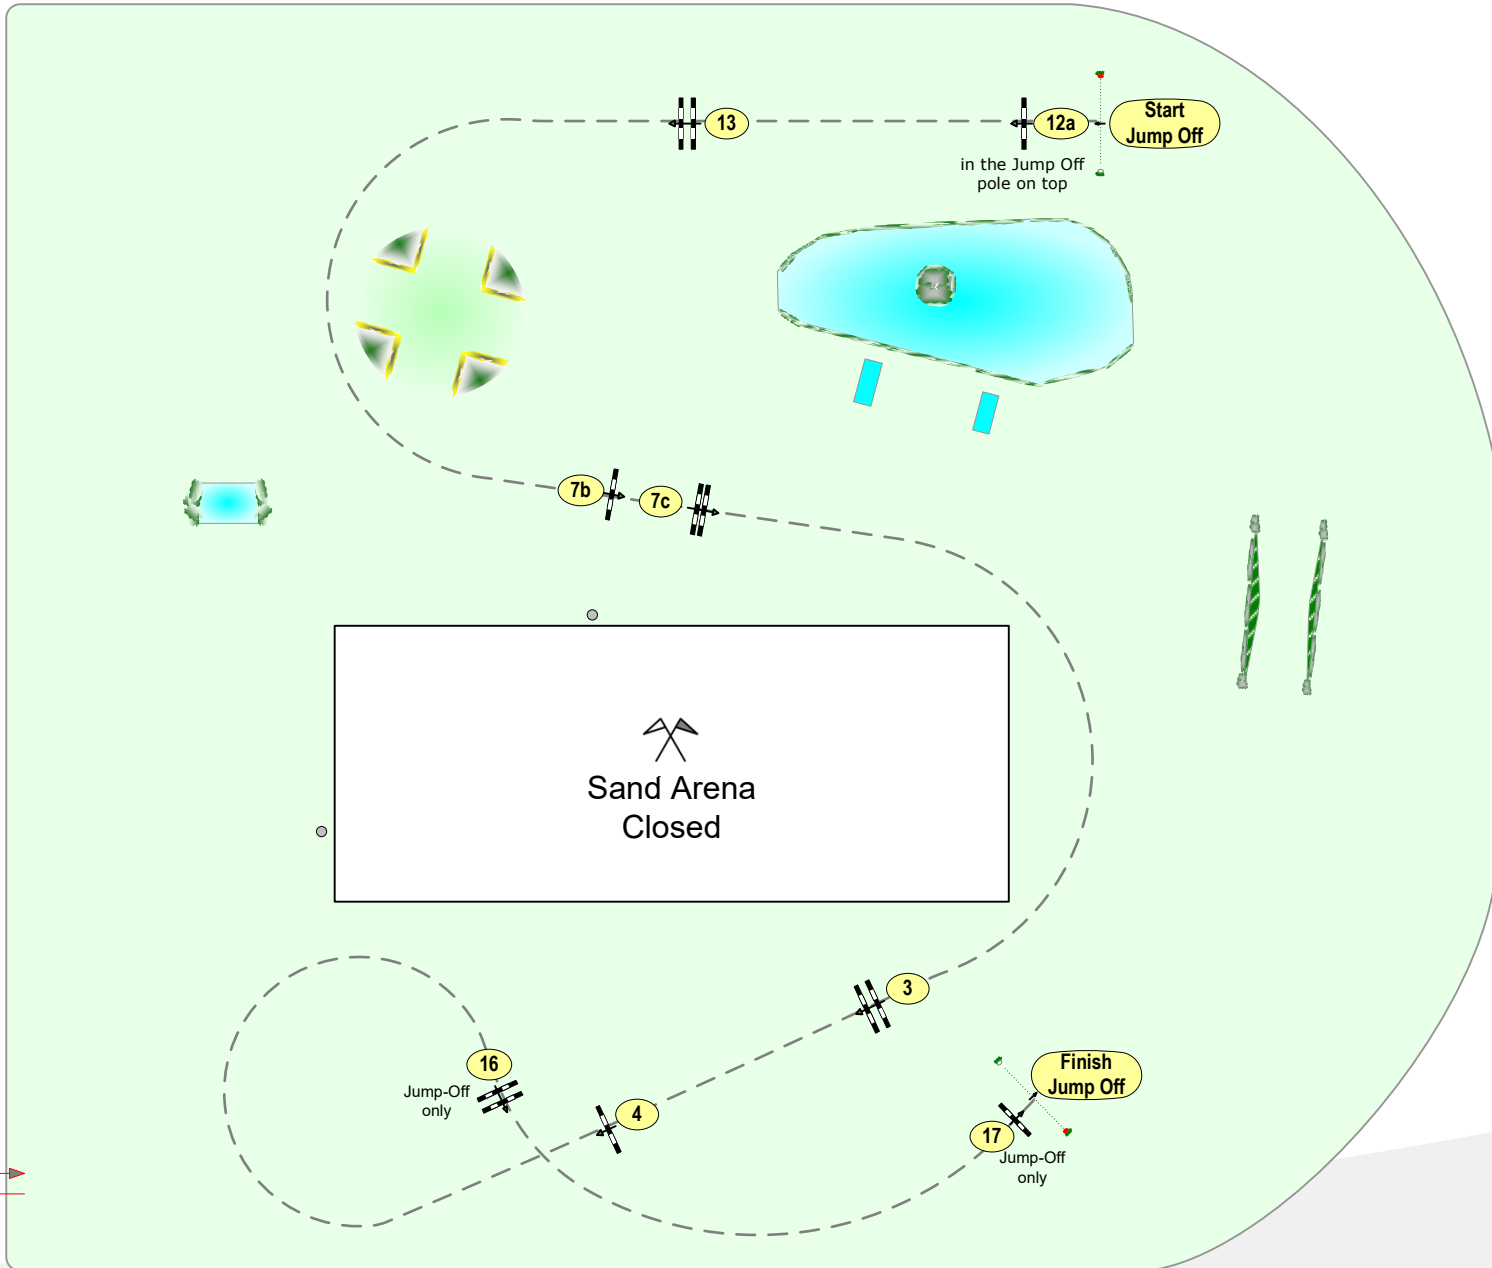 13
12a
Start
Jump Off
in the Jump Off
pole on top
7b
7c
Sand Arena
Closed
3
16
Jump-Off
only
4
Finish
Jump Off
17
Jump-Off
only